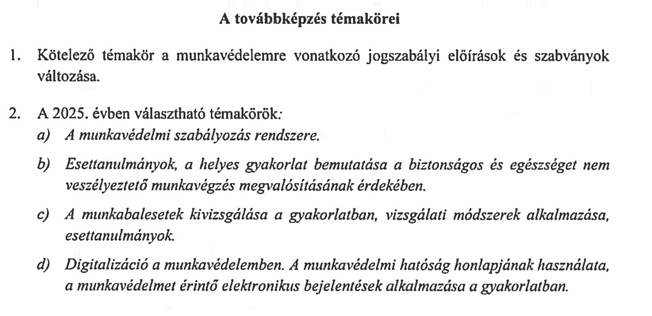 A továbbképzés témakörei
1. Kötelező témakör a munkavédelemre vonatkozó jogszabályi előírások és szabványok
változása.
2. A 2025. évben választható témakörök:
a) A munkavédelmi szabályozás rendszere.
b) Esettanulmányok, a helyes gyakorlat bemutatása a biztonságos és egészséget nem
veszélyeztető munkavégzés megvalósításának érdekében.
c) A munkabalesetek kivizsgálása a gyakorlatban, vizsgálati módszerek alkalmazása,
esettanulmányok.
d) Digitalizáció a munkavédelemben. A munkavédelmi hatóság honlapjának használata,
a munkavédelmet érintő elektronikus bejelentések alkalmazása a gyakorlatban.